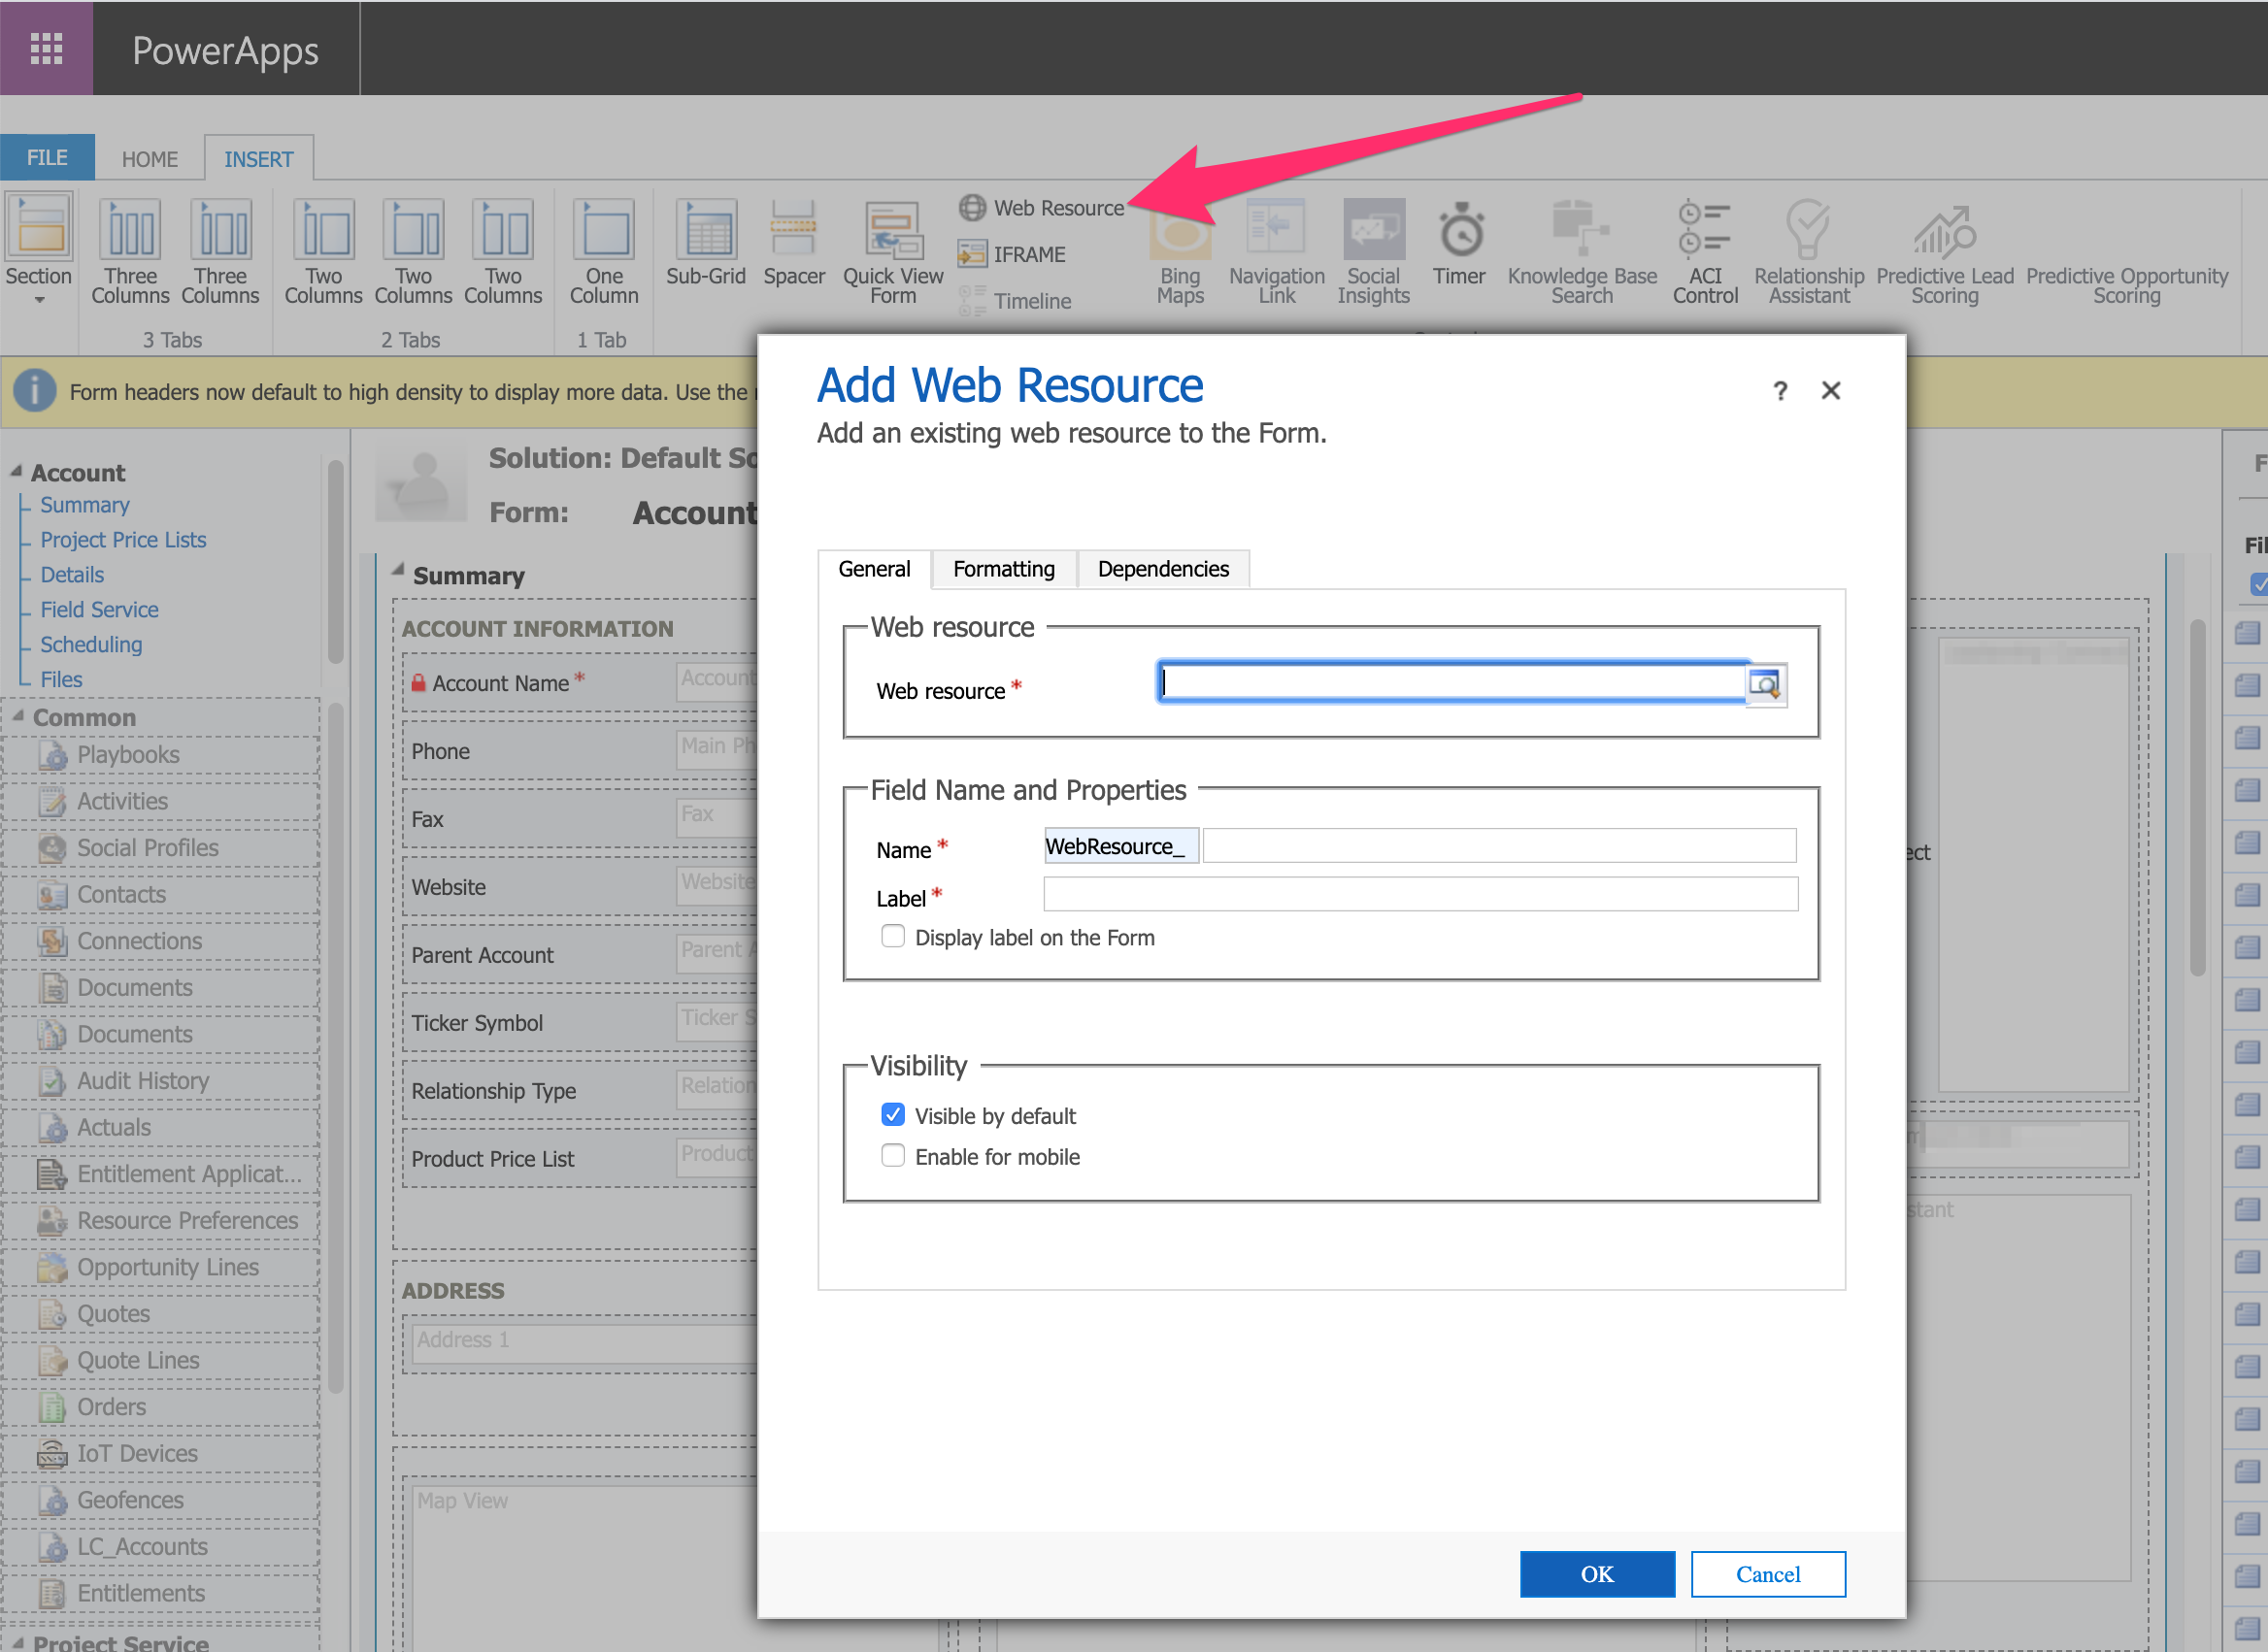 PowerApps
FILE HOME INSERT
Section
Three Columns
Three Columns
3 Tabs
Two Columns
Two Columns
Two Columns
2 Tabs
One Column
1 Tab
Sub-Grid
Spacer
Quick View Form
Web Resource
IFRAME
Timeline
Bing Maps
Navigation Link
Social Insights
Timer
Knowledge Base Search
ACI Control
Relationship Assistant
Predictive Lead Scoring
Predictive Opportunity Scoring
Form headers now default to high density to display more data. Use the
Account
Summary
Project Price Lists
Details
Field Service
Scheduling
Files
Common
Playbooks
Activities
Social Profiles
Contacts
Connections
Documents
Documents
Audit History
Actuals
Entitlement Applicat...
Resource Preferences
Opportunity Lines
Quotes
Quote Lines
Orders
IoT Devices
Geofences
LC_Accounts
Entitlements
Project Service
Solution: Default
Form: Account
Summary
ACCOUNT INFORMATION
Account Name * Account
Phone Main
Fax Fax
Website Website
Parent Account Parent
Ticker Symbol Ticker
Relationship Type
Product Price List Product
ADDRESS
Address 1
Map View
Add Web Resource
? ×
Add an existing web resource to the Form.
General Formatting Dependencies
Web resource
Web resource *
Field Name and Properties
Name * WebResource_
Label *
Display label on the Form
Visibility
Visible by default
Enable for mobile
OK Cancel